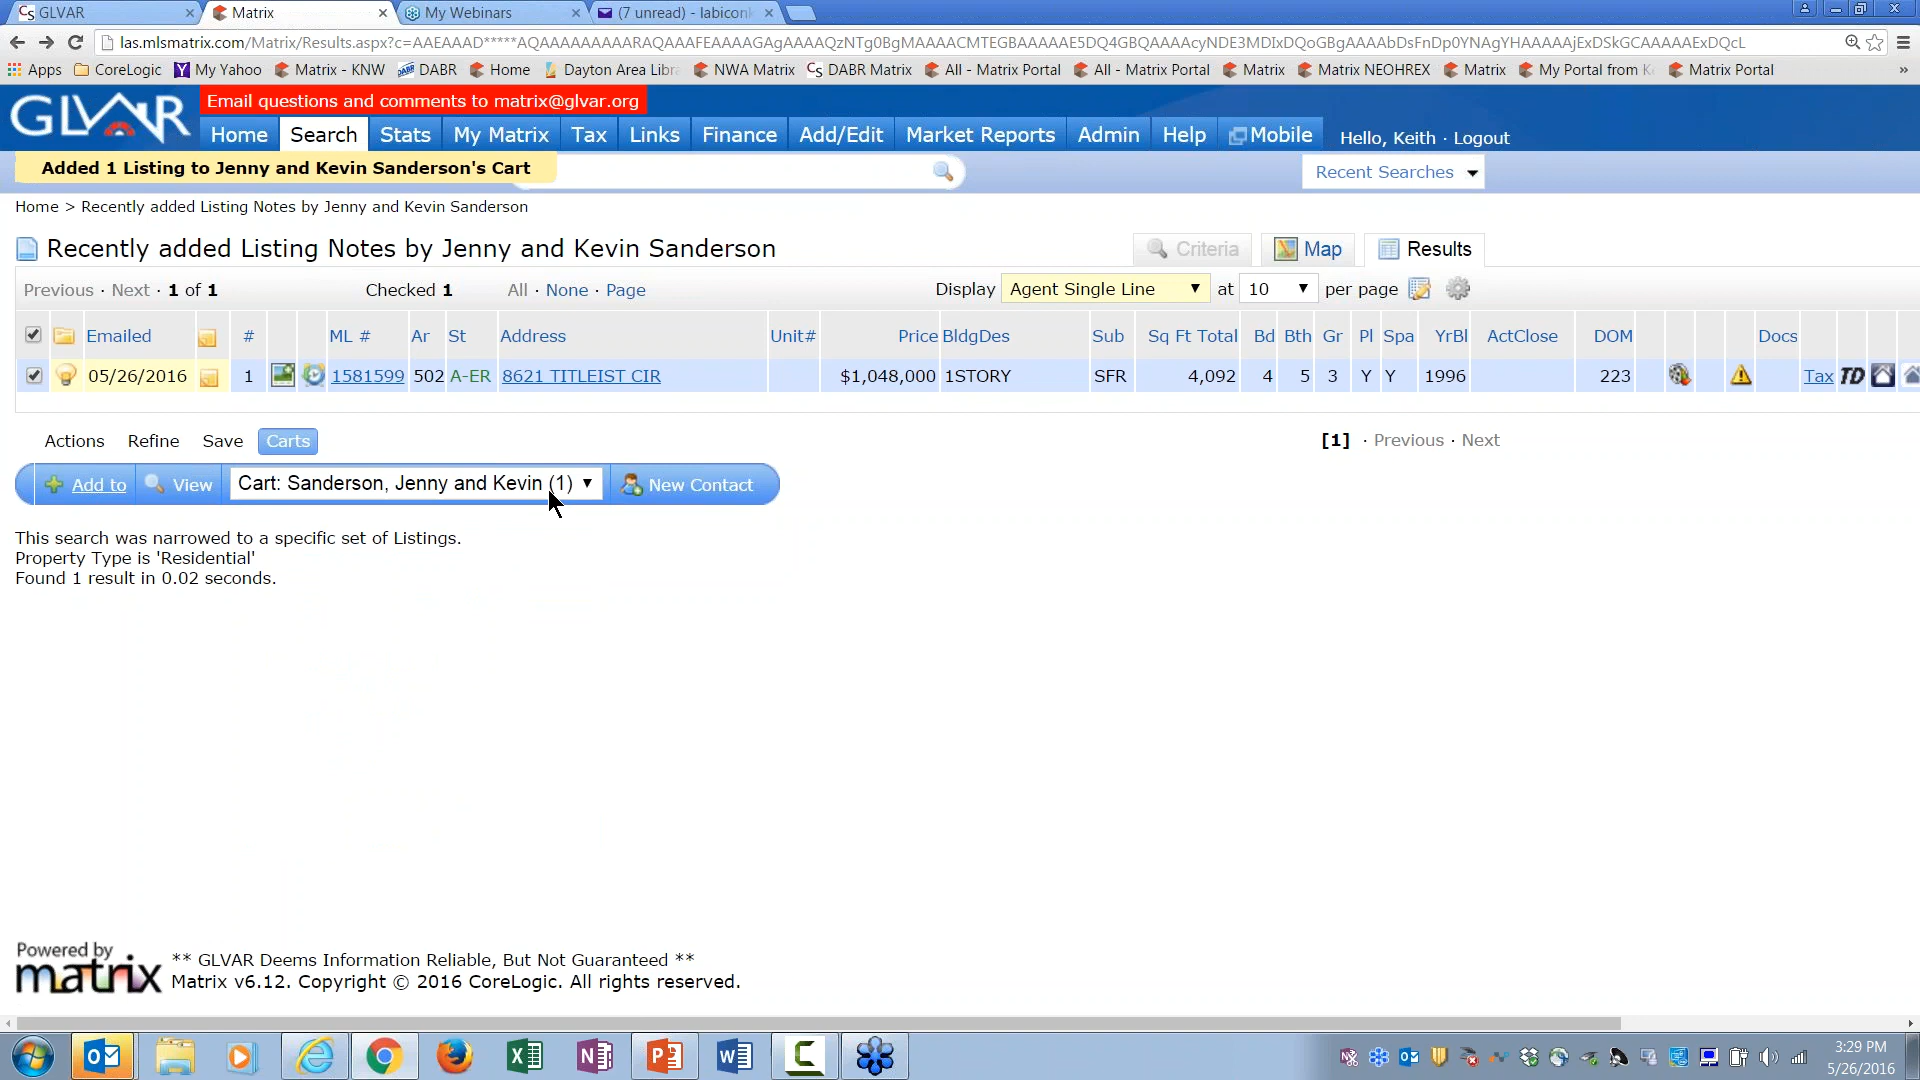 GLVAR
Matrix
My Webinars
(7 unread) - labiconk
Apps
CoreLogic
My Yahoo
Matrix - KNW
DABR
Home
Dayton Area Libra
NWA Matrix
DABR Matrix
All - Matrix Portal
All - Matrix Portal
Matrix
Matrix NEOHREX
Matrix
My Portal from
Matrix Portal
»
GLVAR
Email questions and comments to matrix@glvar.org
Home Search Stats My Matrix Tax Links Finance Add/Edit Market Reports Admin Help Mobile
Hello, Keith · Logout
Added 1 Listing to Jenny and Kevin Sanderson's Cart
Recent Searches
Home > Recently added Listing Notes by Jenny and Kevin Sanderson
Recently added Listing Notes by Jenny and Kevin Sanderson
Criteria Map Results
Previous · Next · 1 of 1 Checked 1 All · None · Page Display Agent Single Line at 10 per page
Emailed # ML # Ar St Address Unit# Price BldgDes Sub Sq Ft Total Bd Bth Gr Pl Spa YrBl ActClose DOM Docs
05/26/2016 1 1581599 502 A-ER 8621 TITLEIST CIR $1,048,000 1STORY SFR 4,092 4 5 3 Y Y 1996 223 Tax TD
Actions Refine Save Carts
[1] · Previous · Next
Add to View Cart: Sanderson, Jenny and Kevin (1) New Contact
This search was narrowed to a specific set of Listings.
Property Type is 'Residential'
Found 1 result in 0.02 seconds.
Powered by
matrix
** GLVAR Deems Information Reliable, But Not Guaranteed **
Matrix v6.12. Copyright © 2016 CoreLogic. All rights reserved.
3:29 PM
5/26/2016